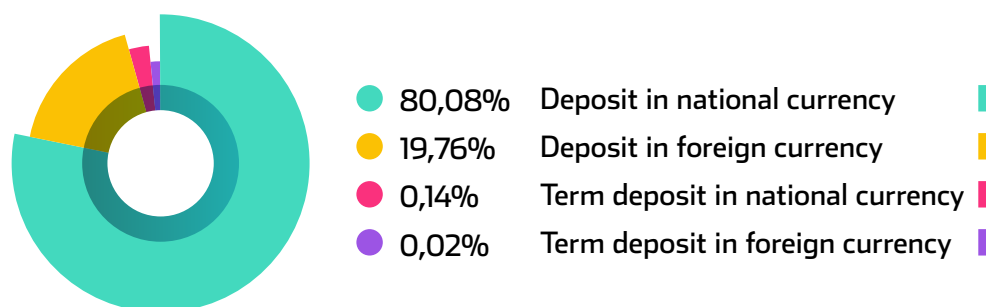 80,08% Deposit in national currency
19,76% Deposit in foreign currency
0,14% Term deposit in national currency
0,02% Term deposit in foreign currency